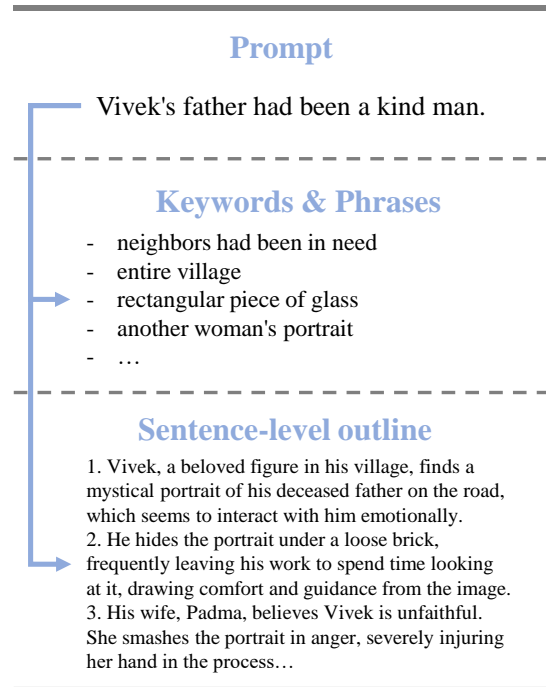 Prompt
Vivek's father had been a kind man.
Keywords & Phrases
- neighbors had been in need
- entire village
- rectangular piece of glass
- another woman's portrait
- …
Sentence-level outline
1. Vivek, a beloved figure in his village, finds a
mystical portrait of his deceased father on the road,
which seems to interact with him emotionally.
2. He hides the portrait under a loose brick,
frequently leaving his work to spend time looking
at it, drawing comfort and guidance from the image.
3. His wife, Padma, believes Vivek is unfaithful.
She smashes the portrait in anger, severely injuring
her hand in the process…